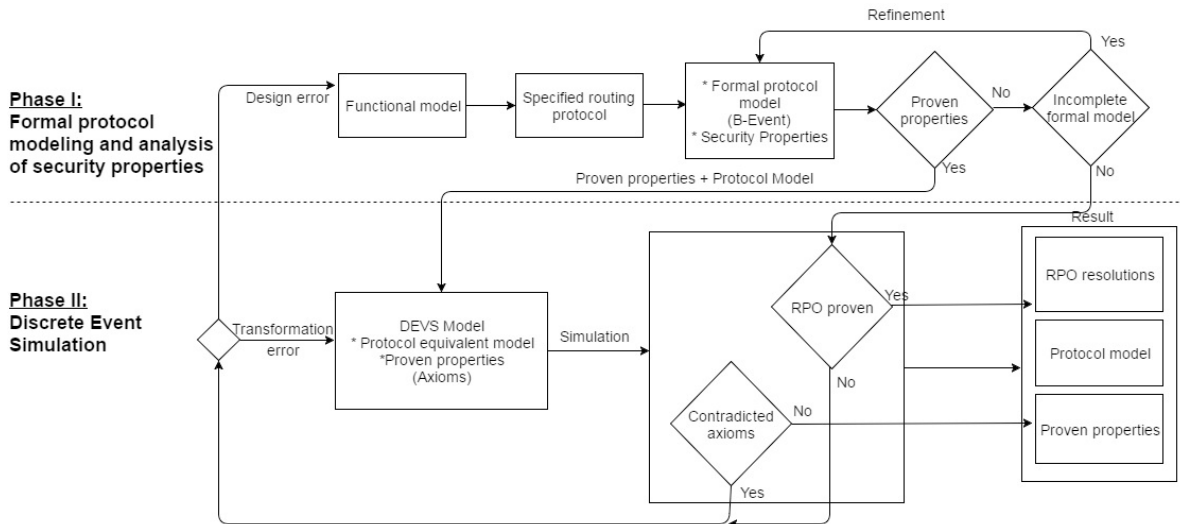 Refinement
Yes
Phase I:
Formal protocol
modeling and analysis
of security properties
Design error
Functional model
Specified routing
protocol
* Formal protocol
model
(B-Event)
* Security Properties
Proven
properties
No
Incomplete
formal model
Yes
No
Proven properties + Protocol Model
Result
Phase II:
Discrete Event
Simulation
Transformation
error
DEVS Model
* Protocol equivalent model
*Proven properties
(Axioms)
Simulation
RPO proven
Yes
No
Contradicted
axioms
No
Yes
RPO resolutions
Protocol model
Proven properties